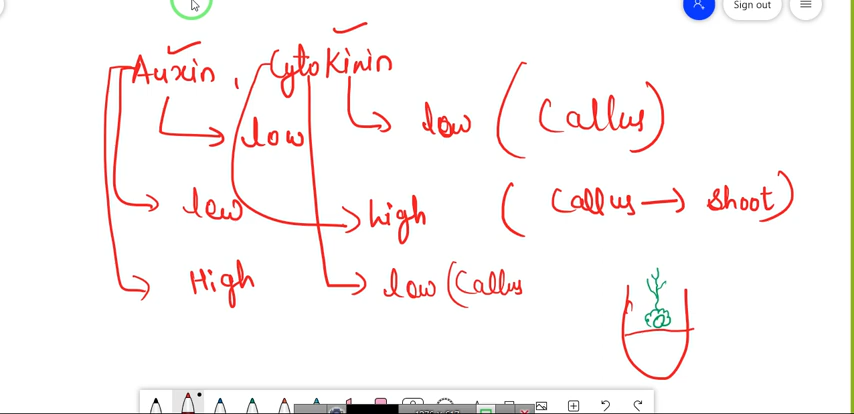 Sign out
Auxin, Cytokinin
low low (Callus)
low high (Callus → shoot)
High low (Callus